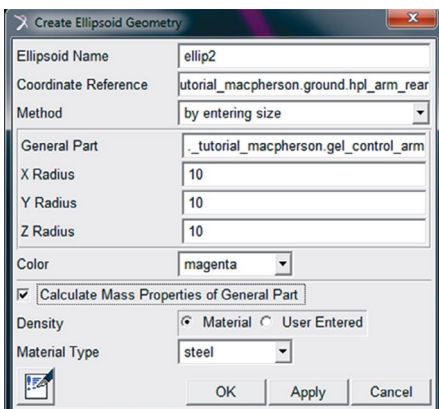 Create Ellipsoid Geometry
Ellipsoid Name ellip2
Coordinate Reference utorial_macpherson.ground.hpl_arm_rear
Method by entering size
General Part ._tutorial_macpherson.gel_control_arm
X Radius 10
Y Radius 10
Z Radius 10
Color magenta
Calculate Mass Properties of General Part
Density Material User Entered
Material Type steel
OK Apply Cancel